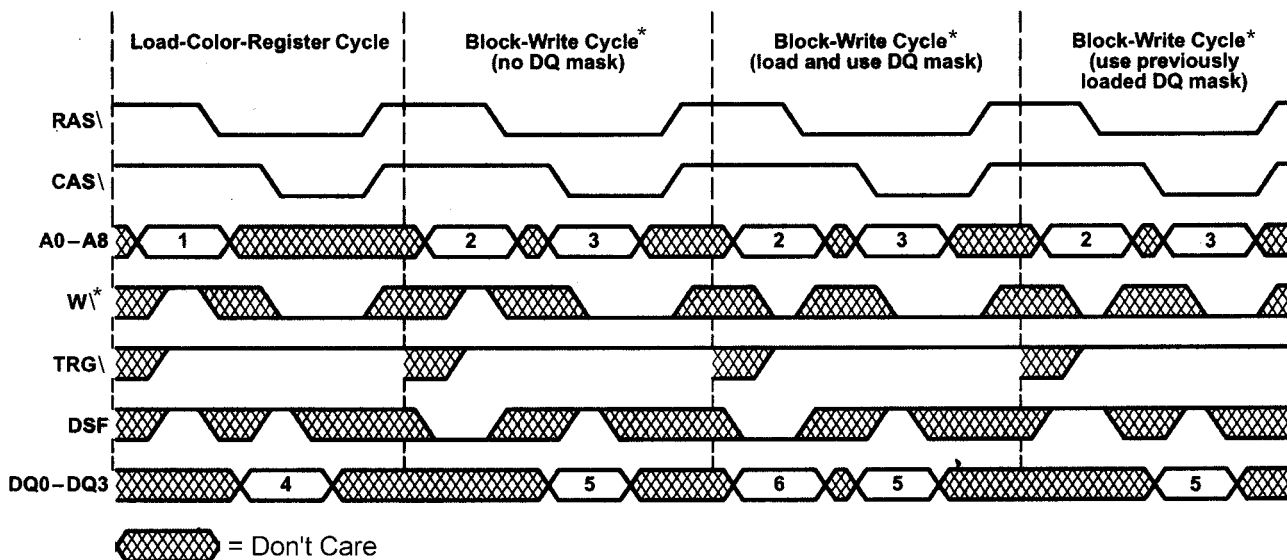 Load-Color-Register Cycle
Block-Write Cycle*
(no DQ mask)
Block-Write Cycle*
(load and use DQ mask)
Block-Write Cycle*
(use previously
loaded DQ mask)
RAS\
CAS\
A0–A8 1 2 3 2 3 2 3
W\*
TRG\
DSF
DQ0–DQ3 4 5 6 5 5
= Don't Care